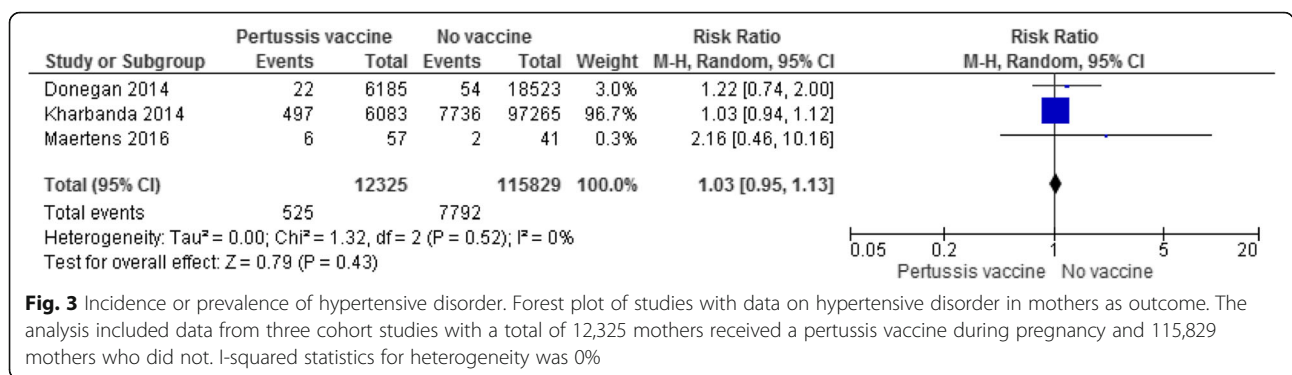 Pertussis vaccine No vaccine Risk Ratio Risk Ratio
Study or Subgroup Events Total Events Total Weight M-H, Random, 95% CI M-H, Random, 95% CI
Donegan 2014 22 6185 54 18523 3.0% 1.22 [0.74, 2.00]
Kharbanda 2014 497 6083 7736 97265 96.7% 1.03 [0.94, 1.12]
Maertens 2016 6 57 2 41 0.3% 2.16 [0.46, 10.16]
Total (95% CI) 12325 115829 100.0% 1.03 [0.95, 1.13]
Total events 525 7792
Heterogeneity: Tau² = 0.00; Chi² = 1.32, df = 2 (P = 0.52); I² = 0%
Test for overall effect: Z = 0.79 (P = 0.43)
0.05 0.2 1 5 20
Pertussis vaccine No vaccine
Fig. 3 Incidence or prevalence of hypertensive disorder. Forest plot of studies with data on hypertensive disorder in mothers as outcome. The
analysis included data from three cohort studies with a total of 12,325 mothers received a pertussis vaccine during pregnancy and 115,829
mothers who did not. I-squared statistics for heterogeneity was 0%